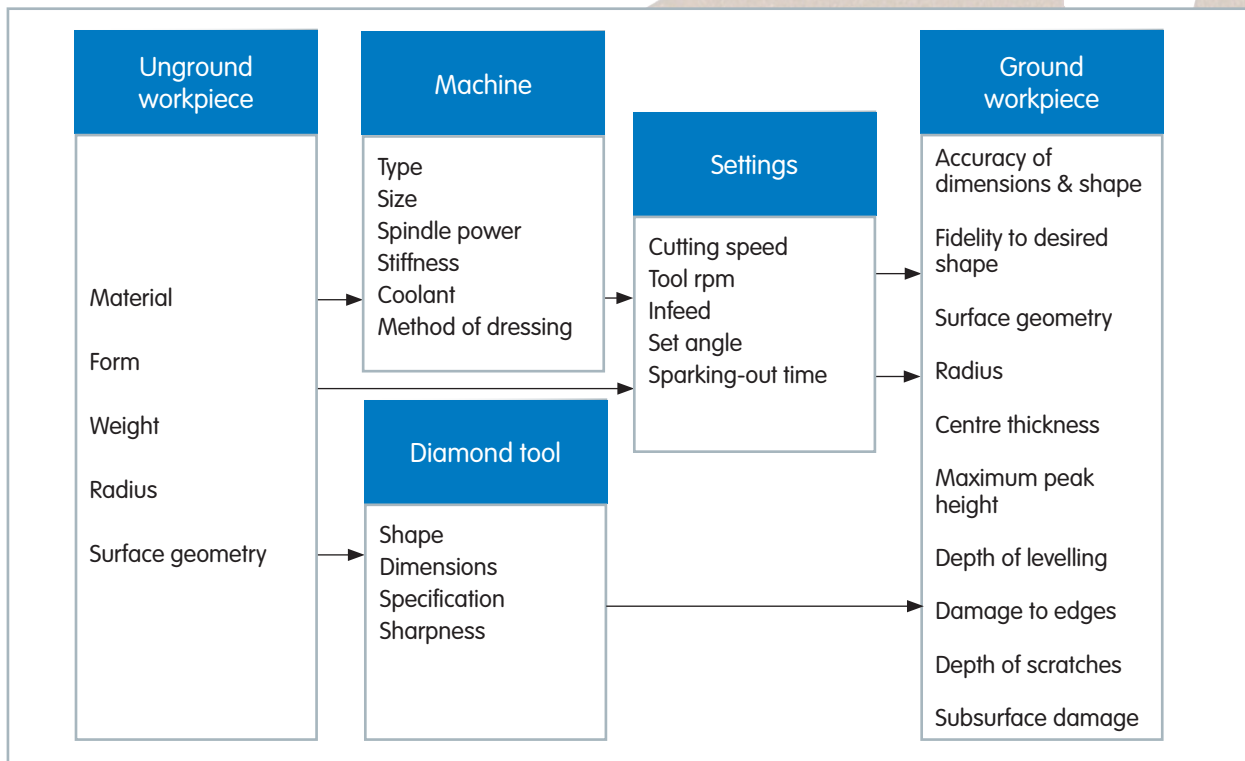 Unground
workpiece
Material
Form
Weight
Radius
Surface geometry
Machine
Type
Size
Spindle power
Stiffness
Coolant
Method of dressing
Diamond tool
Shape
Dimensions
Specification
Sharpness
Settings
Cutting speed
Tool rpm
Infeed
Set angle
Sparking-out time
Ground
workpiece
Accuracy of
dimensions & shape
Fidelity to desired
shape
Surface geometry
Radius
Centre thickness
Maximum peak
height
Depth of levelling
Damage to edges
Depth of scratches
Subsurface damage